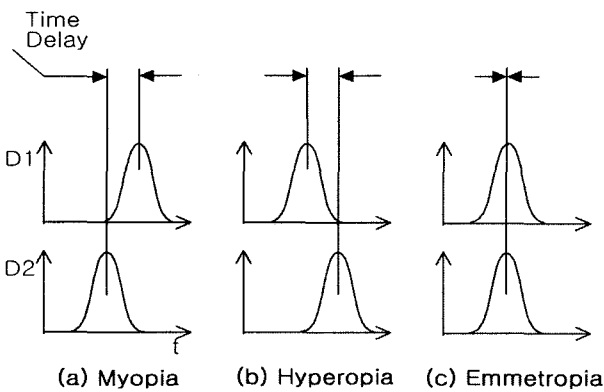 Time
Delay
D1
D2
t
(a) Myopia
(b) Hyperopia
(c) Emmetropia